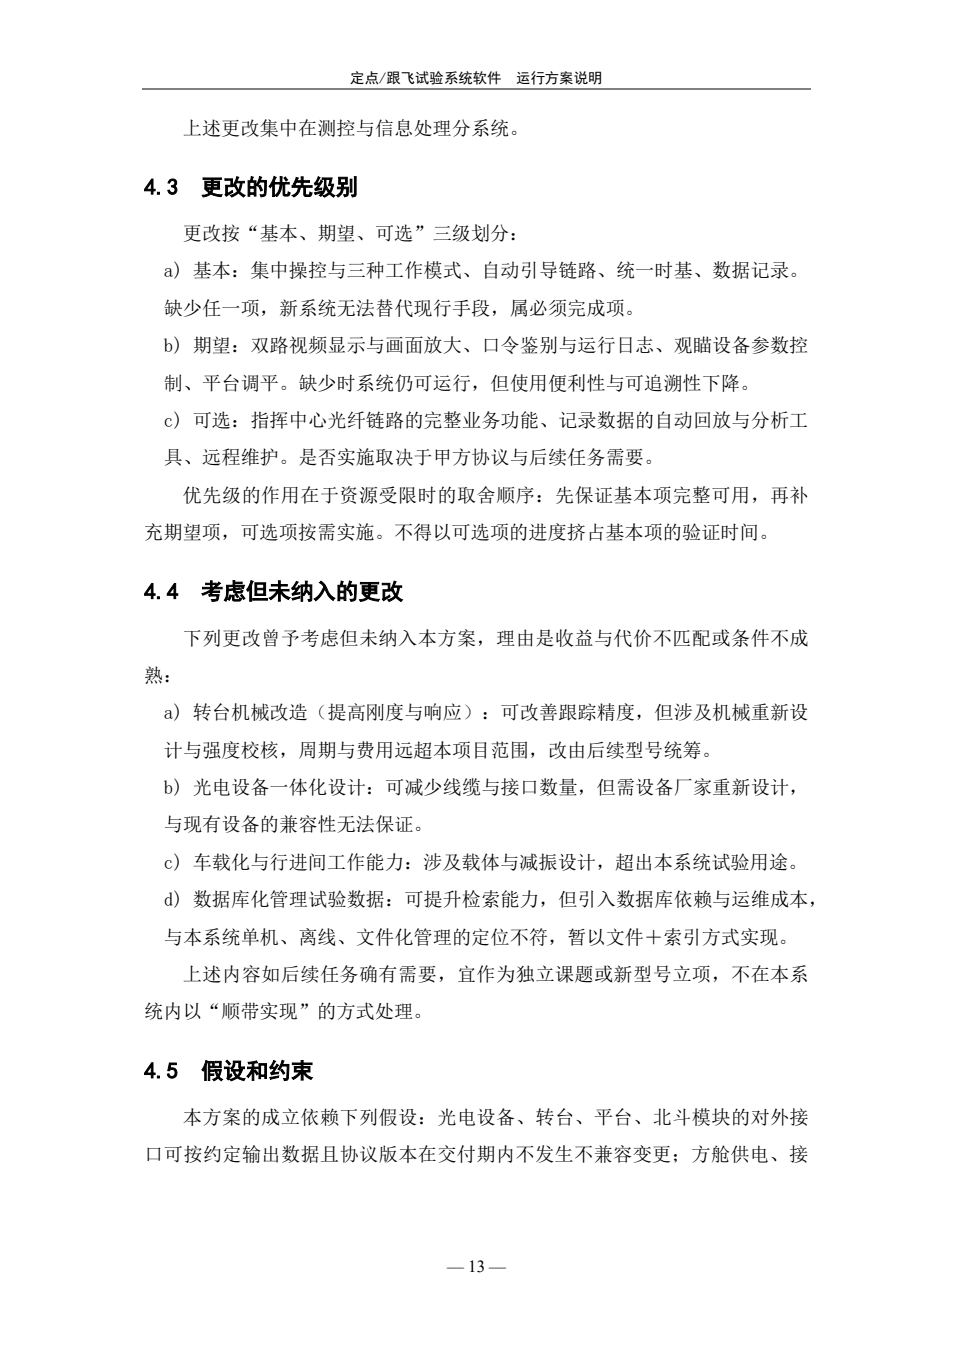 定点/跟飞试验系统软件　运行方案说明
上述更改集中在测控与信息处理分系统。
4.3　更改的优先级别
更改按“基本、期望、可选”三级划分：
a) 基本：集中操控与三种工作模式、自动引导链路、统一时基、数据记录。
缺少任一项，新系统无法替代现行手段，属必须完成项。
b) 期望：双路视频显示与画面放大、口令鉴别与运行日志、观瞄设备参数控
制、平台调平。缺少时系统仍可运行，但使用便利性与可追溯性下降。
c) 可选：指挥中心光纤链路的完整业务功能、记录数据的自动回放与分析工
具、远程维护。是否实施取决于甲方协议与后续任务需要。
优先级的作用在于资源受限时的取舍顺序：先保证基本项完整可用，再补
充期望项，可选项按需实施。不得以可选项的进度挤占基本项的验证时间。
4.4　考虑但未纳入的更改
下列更改曾予考虑但未纳入本方案，理由是收益与代价不匹配或条件不成
熟：
a) 转台机械改造（提高刚度与响应）：可改善跟踪精度，但涉及机械重新设
计与强度校核，周期与费用远超本项目范围，改由后续型号统筹。
b) 光电设备一体化设计：可减少线缆与接口数量，但需设备厂家重新设计，
与现有设备的兼容性无法保证。
c) 车载化与行进间工作能力：涉及载体与减振设计，超出本系统试验用途。
d) 数据库化管理试验数据：可提升检索能力，但引入数据库依赖与运维成本，
与本系统单机、离线、文件化管理的定位不符，暂以文件＋索引方式实现。
上述内容如后续任务确有需要，宜作为独立课题或新型号立项，不在本系
统内以“顺带实现”的方式处理。
4.5　假设和约束
本方案的成立依赖下列假设：光电设备、转台、平台、北斗模块的对外接
口可按约定输出数据且协议版本在交付期内不发生不兼容变更；方舱供电、接
— 13 —